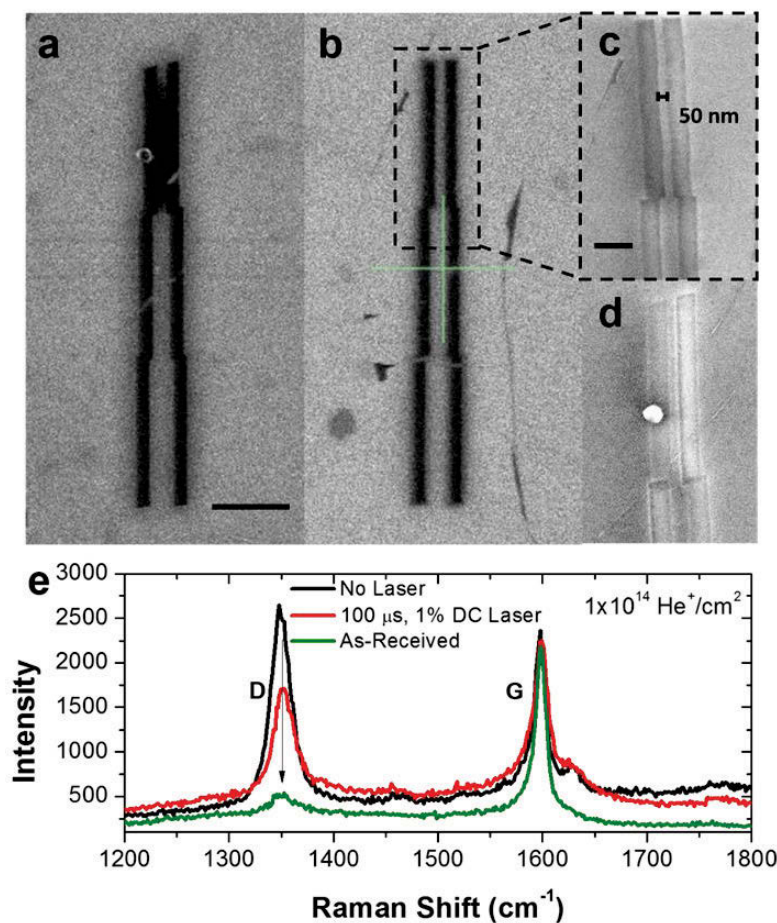 a
b
c
50 nm
d
e
3000
2500
2000
1500
1000
500
Intensity
No Laser
100 μs, 1% DC Laser
As-Received
1x10¹⁴ He⁺/cm²
D
G
1200
1300
1400
1500
1600
1700
1800
Raman Shift (cm⁻¹)